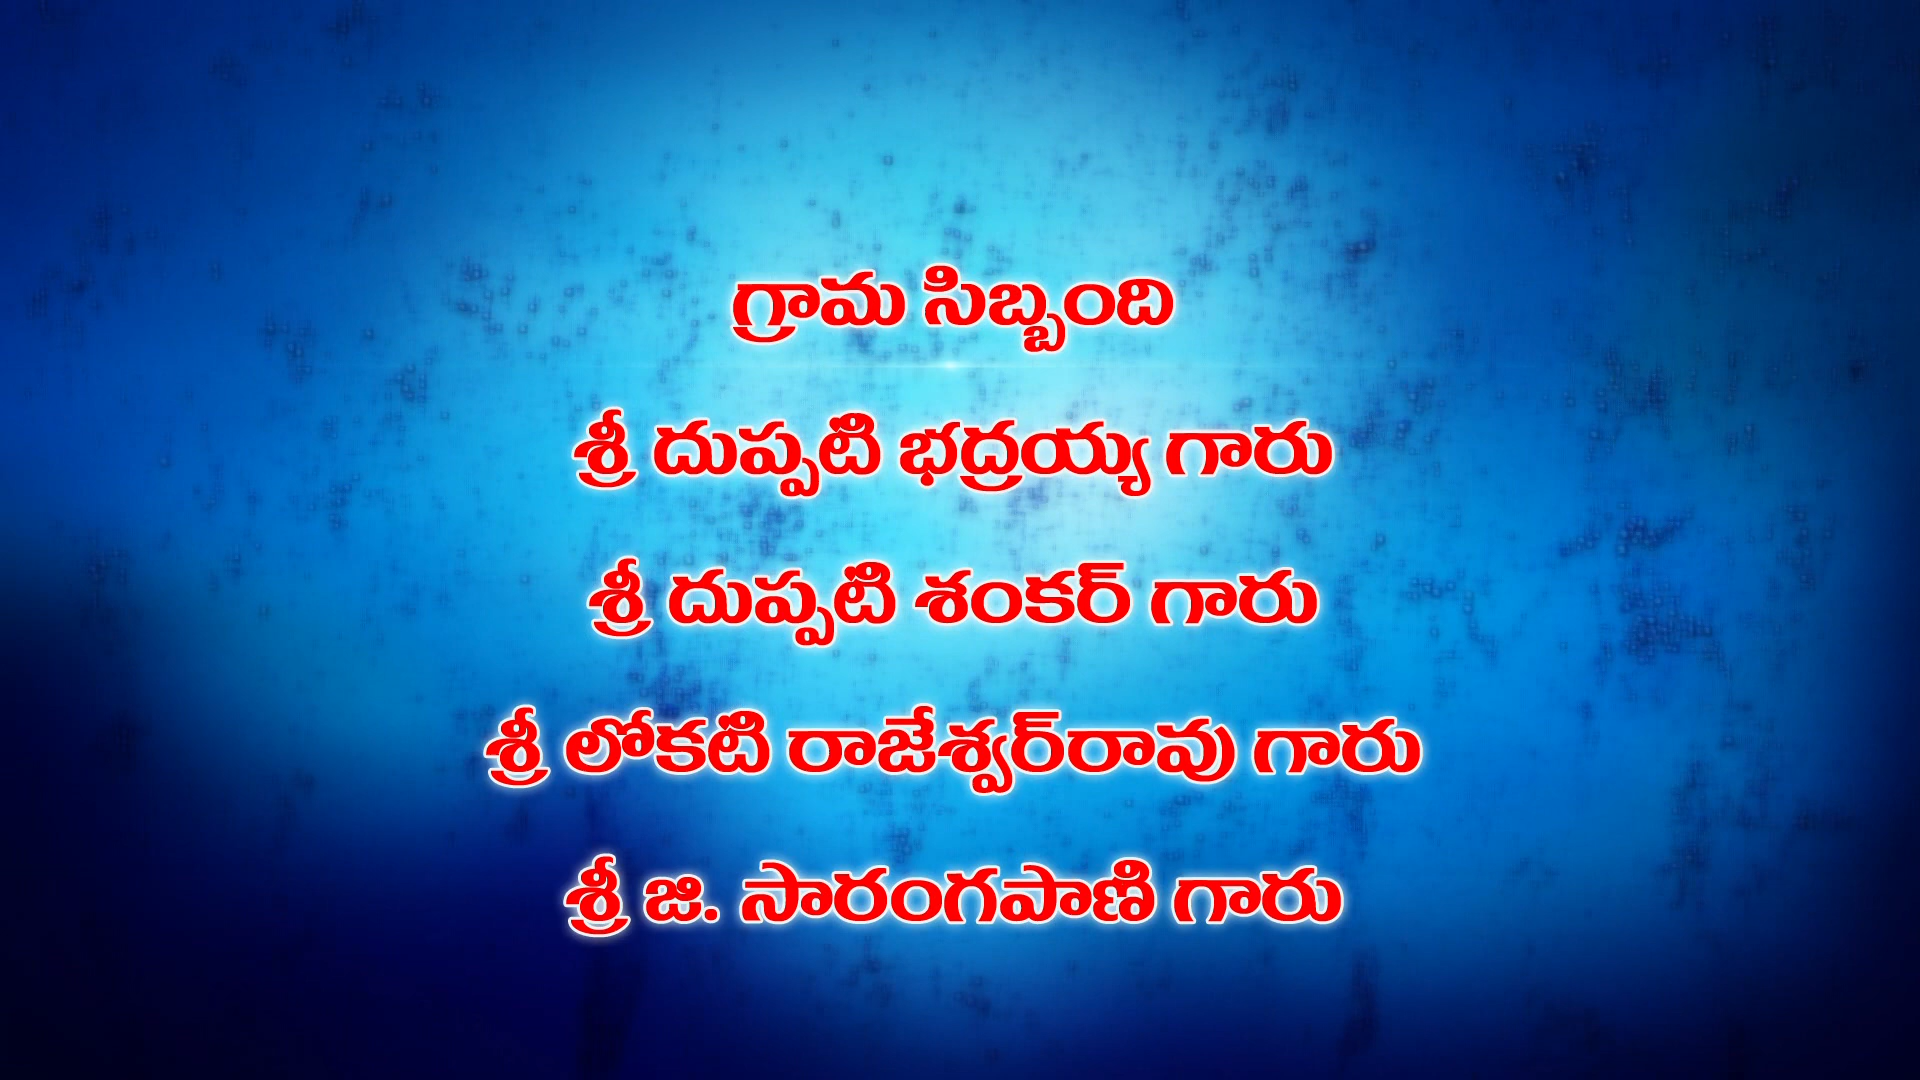 గ్రామ సిబ్బంది
శ్రీ దుప్పటి భద్రయ్య గారు
శ్రీ దుప్పటి శంకర్ గారు
శ్రీ లోకటి రాజేశ్వర్‌రావు గారు
శ్రీ జి. సారంగపాణి గారు